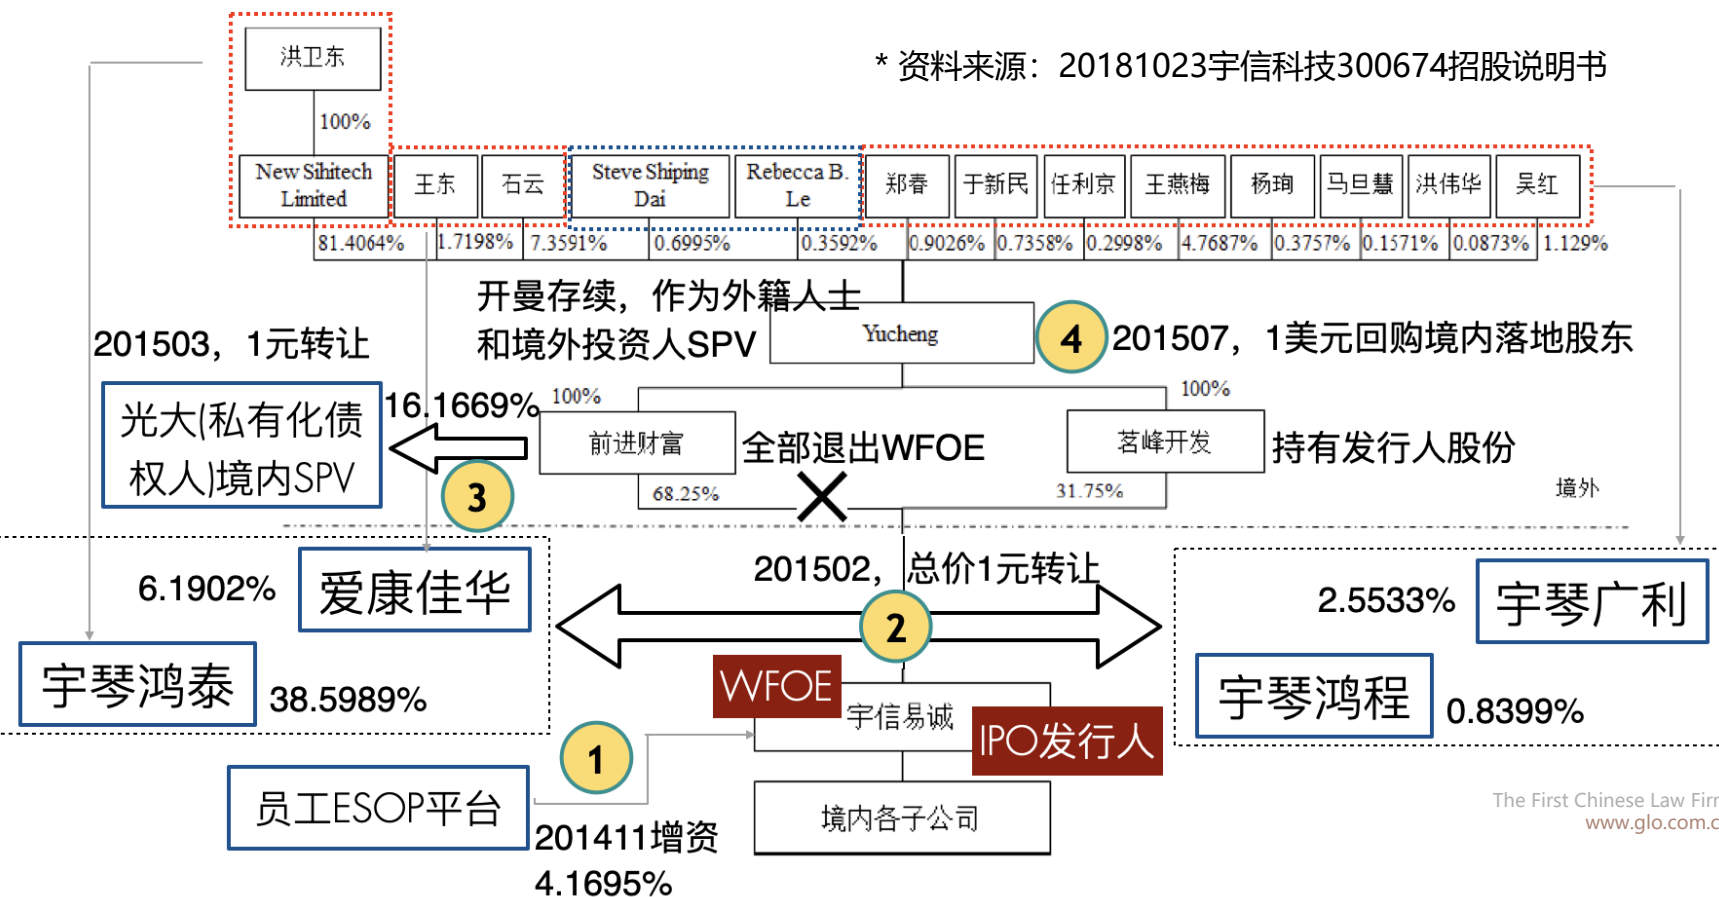 洪卫东
* 资料来源：20181023宇信科技300674招股说明书
100%
New Sihitech
Limited
王东
石云
Steve Shiping
Dai
Rebecca B.
Le
郑春
于新民
任利京
王燕梅
杨珣
马旦慧
洪伟华
吴红
81.4064%
1.7198%
7.3591%
0.6995%
0.3592%
0.9026%
0.7358%
0.2998%
4.7687%
0.3757%
0.1571%
0.0873%
1.129%
开曼存续，作为外籍人士
和境外投资人SPV
Yucheng
4
201507，1美元回购境内落地股东
201503，1元转让
光大(私有化债
权人)境内SPV
16.1669%
3
100%
前进财富
全部退出WFOE
68.25%
100%
茗峰开发
持有发行人股份
31.75%
境外
201502，总价1元转让
2
6.1902%
爱康佳华
宇琴鸿泰
38.5989%
2.5533%
宇琴广利
宇琴鸿程
0.8399%
WFOE
宇信易诚
IPO发行人
1
员工ESOP平台
201411增资
4.1695%
境内各子公司
The First Chinese Law Fir
www.glo.com.c